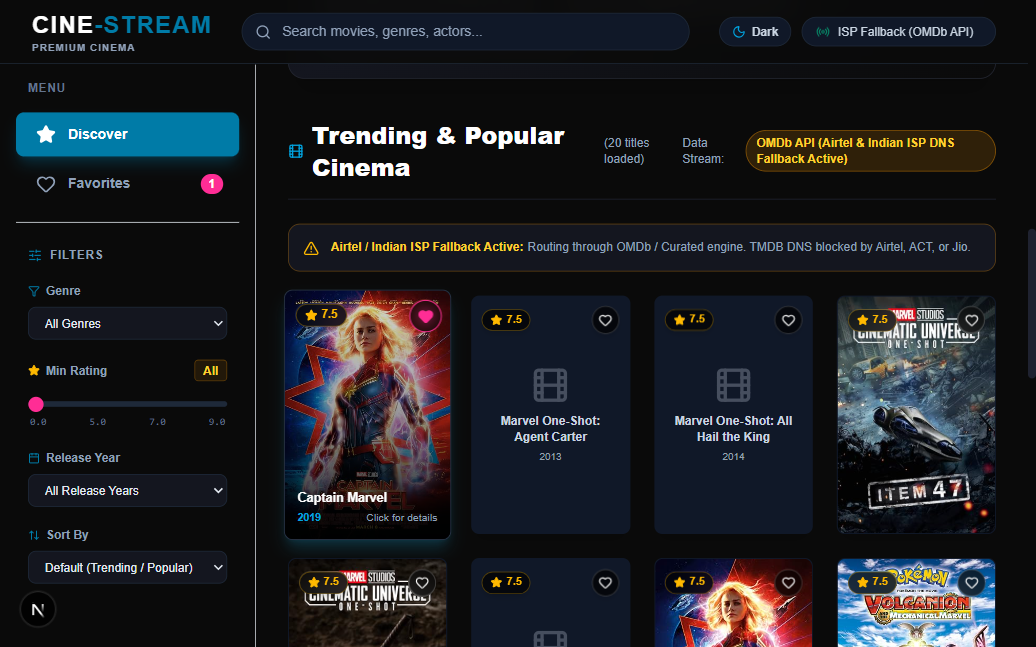 CINE-STREAM
PREMIUM CINEMA
Search movies, genres, actors...
Dark
ISP Fallback (OMDb API)
MENU
Discover
Favorites
1
FILTERS
Genre
All Genres
Min Rating
All
0.0 5.0 7.0 9.0
Release Year
All Release Years
Sort By
Default (Trending / Popular)
N
Trending & Popular
Cinema
(20 titles
loaded)
Data
Stream:
OMDb API (Airtel & Indian ISP DNS
Fallback Active)
Airtel / Indian ISP Fallback Active: Routing through OMDb / Curated engine. TMDB DNS blocked by Airtel, ACT, or Jio.
7.5
CAPTAIN
MARVEL
Captain Marvel
2019
Click for details
7.5
Marvel One-Shot:
Agent Carter
2013
7.5
Marvel One-Shot: All
Hail the King
2014
7.5
MARVEL STUDIOS
CINEMATIC UNIVERSE
ONE-SHOT
ITEM 47
7.5
MARVEL STUDIOS
CINEMATIC UNIVERSE
ONE-SHOT
7.5
7.5
7.5
POKÉMON
VOLCANION
MECHANICAL MARVEL